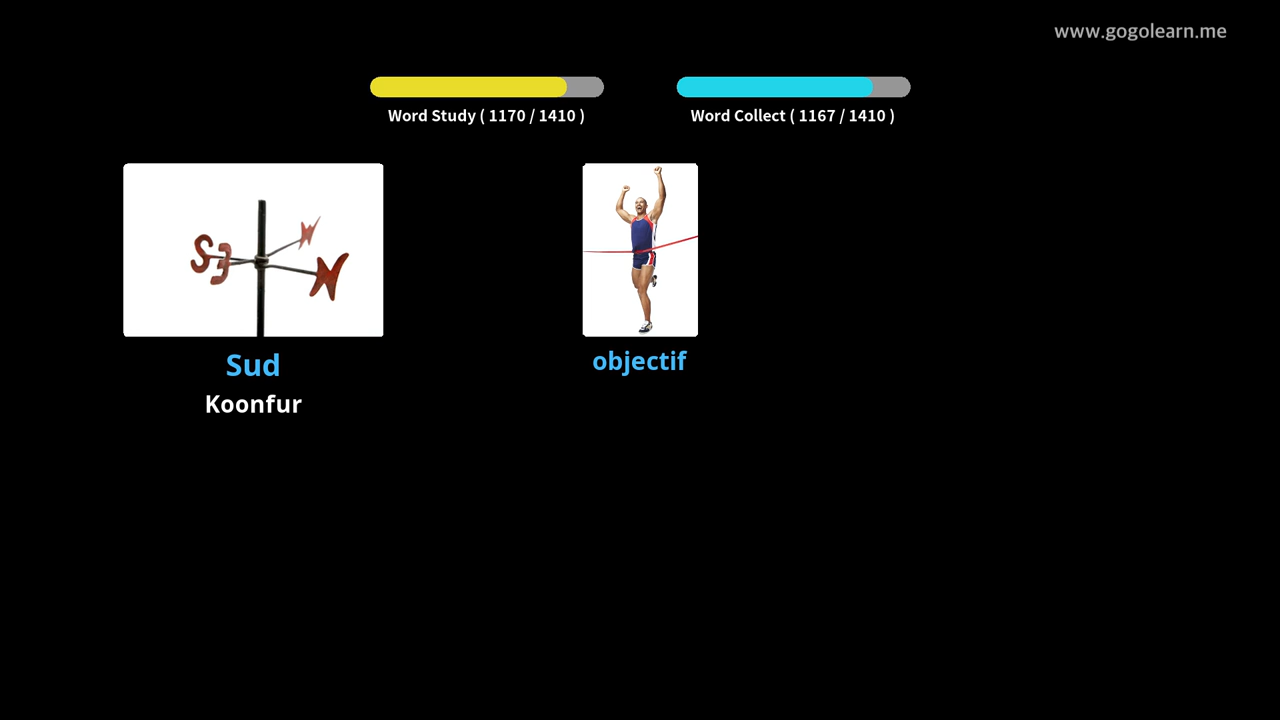 www.gogolearn.me
Word Study ( 1170 / 1410 )
Word Collect ( 1167 / 1410 )
S E N W
Sud
objectif
Koonfur